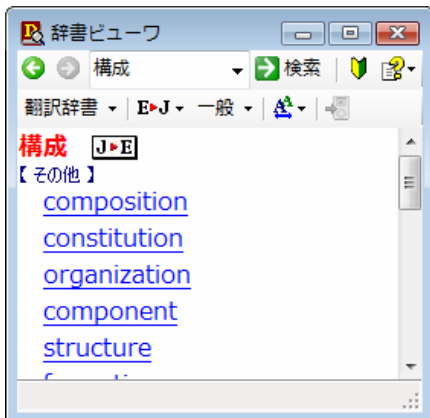 辞書ビューワ
構成 検索
翻訳辞書 E▸J 一般 A
構成 J▸E
【その他】
composition
constitution
organization
component
structure